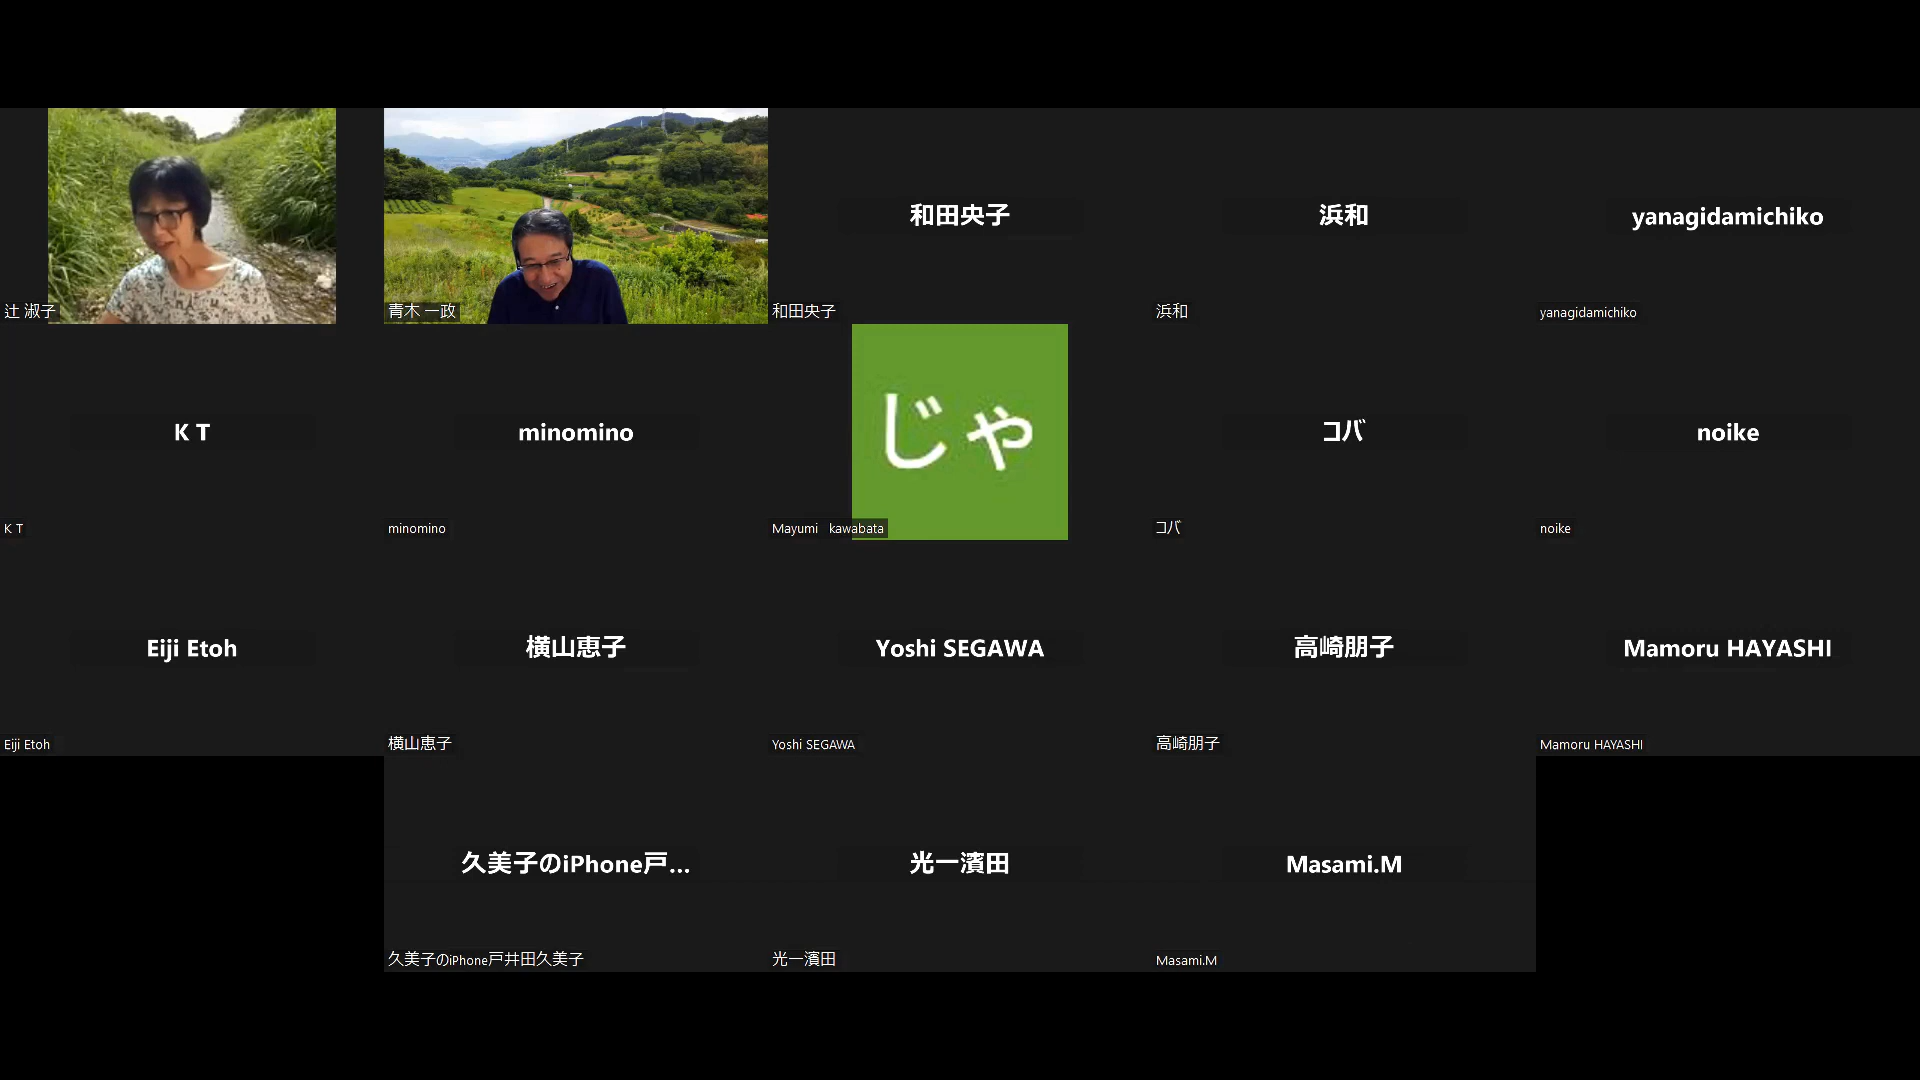 辻 淑子
青木 一政
和田央子
和田央子
浜和
浜和
yanagidamichiko
yanagidamichiko
K T
K T
minomino
minomino
じゃ
Mayumi kawabata
コバ
コバ
noike
noike
Eiji Etoh
Eiji Etoh
横山恵子
横山恵子
Yoshi SEGAWA
Yoshi SEGAWA
高崎朋子
高崎朋子
Mamoru HAYASHI
Mamoru HAYASHI
久美子のiPhone戸...
久美子のiPhone戸井田久美子
光一濱田
光一濱田
Masami.M
Masami.M